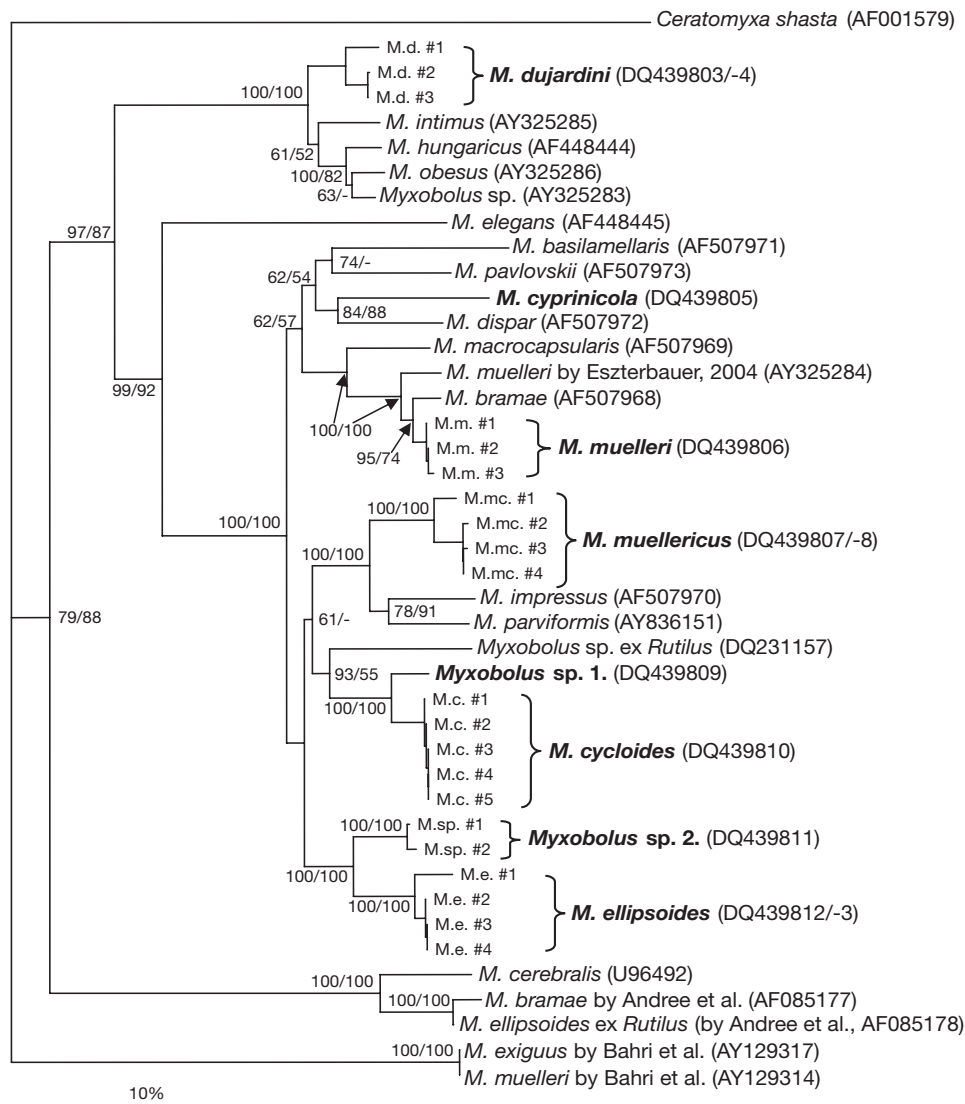 Ceratomyxa shasta (AF001579)
M.d. #1
M.d. #2
M.d. #3
M. dujardini (DQ439803/-4)
100/100
M. intimus (AY325285)
61/52
M. hungaricus (AF448444)
100/82
M. obesus (AY325286)
63/-
Myxobolus sp. (AY325283)
97/87
M. elegans (AF448445)
M. basilamellaris (AF507971)
74/-
M. pavlovskii (AF507973)
62/54
M. cyprinicola (DQ439805)
84/88
M. dispar (AF507972)
62/57
M. macrocapsularis (AF507969)
M. muelleri by Eszterbauer, 2004 (AY325284)
99/92
M. bramae (AF507968)
100/100
M.m. #1
M.m. #2
M.m. #3
M. muelleri (DQ439806)
95/74
M.mc. #1
100/100
M.mc. #2
M.mc. #3
M.mc. #4
M. muellericus (DQ439807/-8)
100/100
100/100
M. impressus (AF507970)
78/91
M. parviformis (AY836151)
79/88
61/-
Myxobolus sp. ex Rutilus (DQ231157)
93/55
Myxobolus sp. 1. (DQ439809)
100/100
M.c. #1
M.c. #2
M.c. #3
M.c. #4
M.c. #5
M. cycloides (DQ439810)
100/100
M.sp. #1
M.sp. #2
Myxobolus sp. 2. (DQ439811)
100/100
M.e. #1
100/100
M.e. #2
M.e. #3
M.e. #4
M. ellipsoides (DQ439812/-3)
M. cerebralis (U96492)
100/100
M. bramae by Andree et al. (AF085177)
100/100
M. ellipsoides ex Rutilus (by Andree et al., AF085178)
M. exiguus by Bahri et al. (AY129317)
100/100
M. muelleri by Bahri et al. (AY129314)
10%